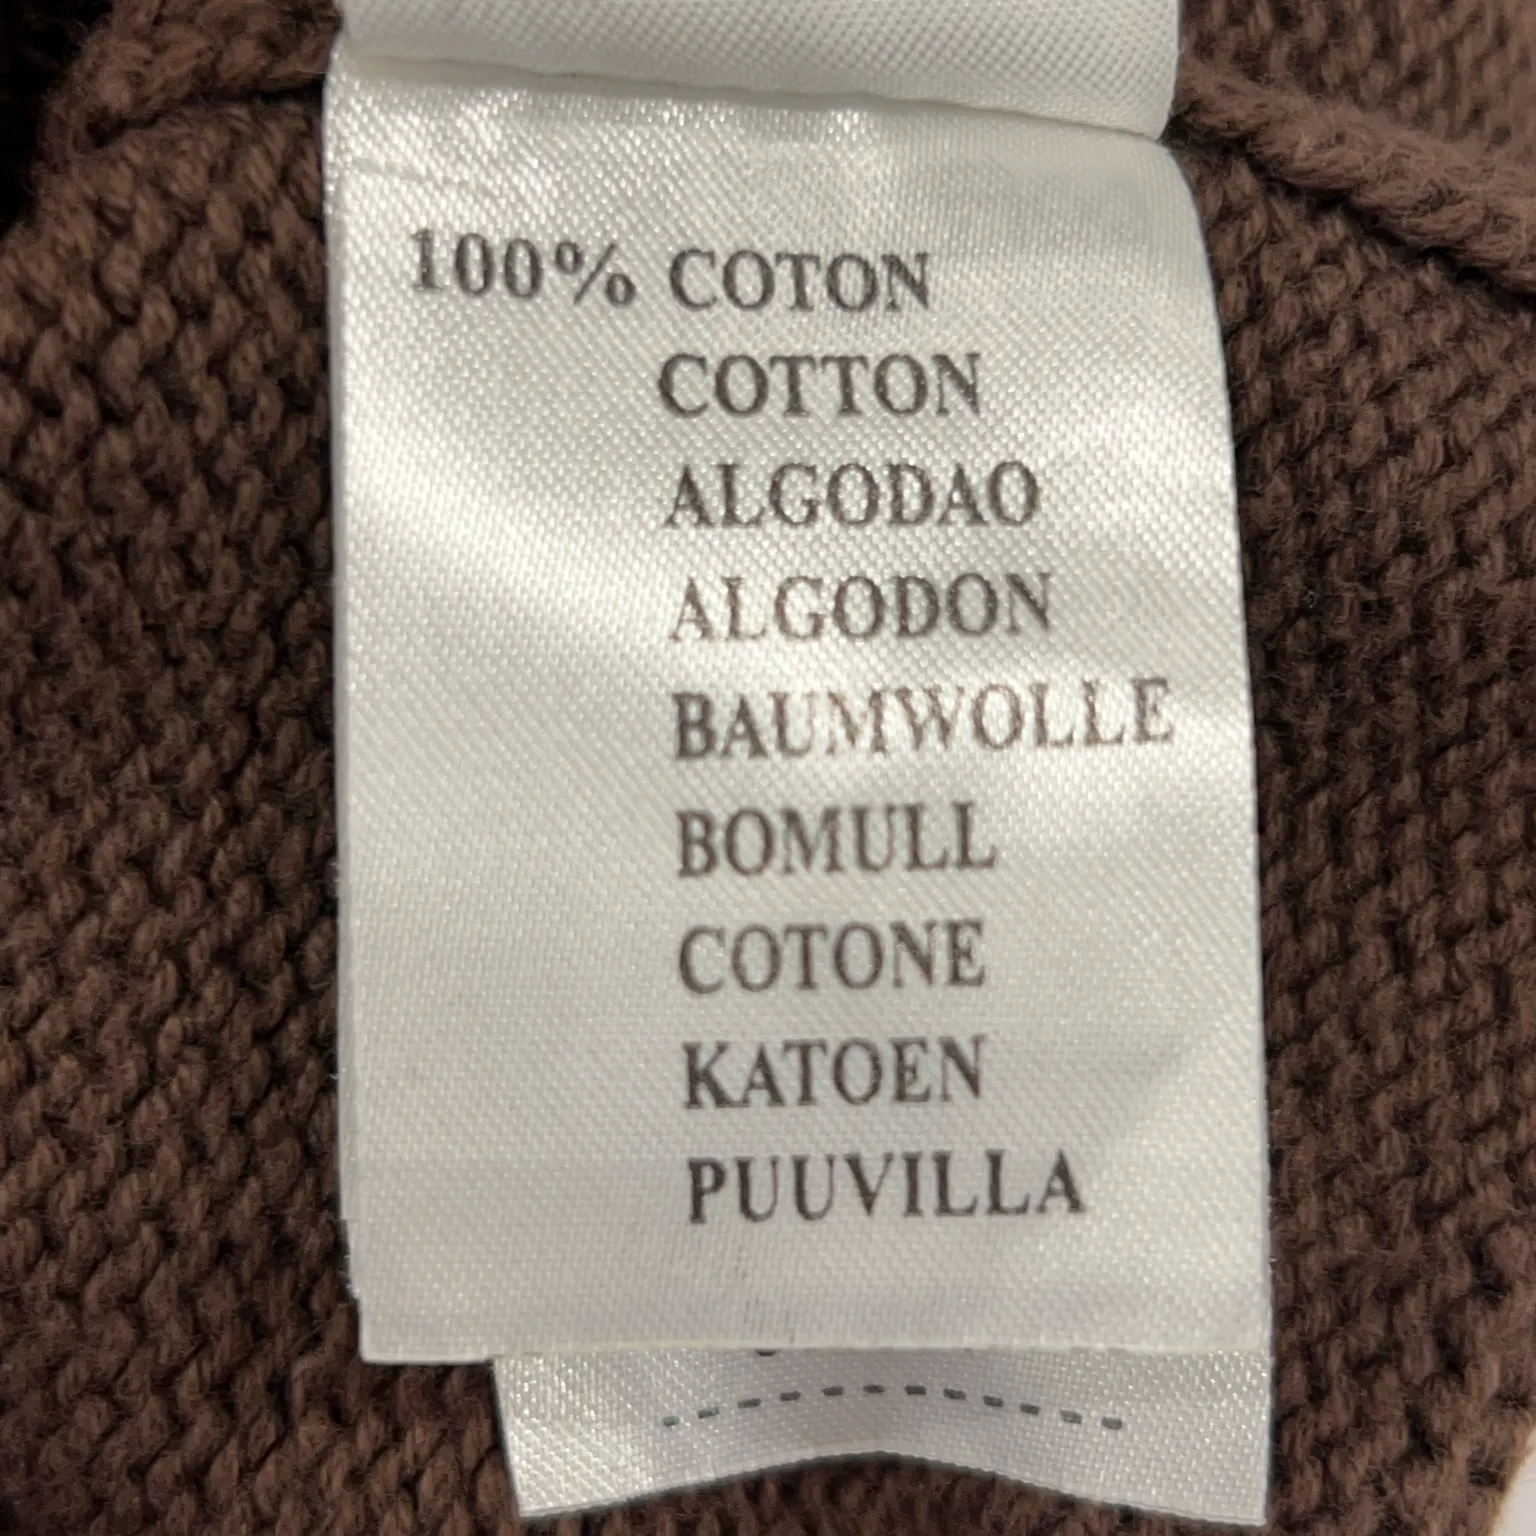 100% COTON
COTTON
ALGODAO
ALGODON
BAUMWOLLE
BOMULL
COTONE
KATOEN
PUUVILLA